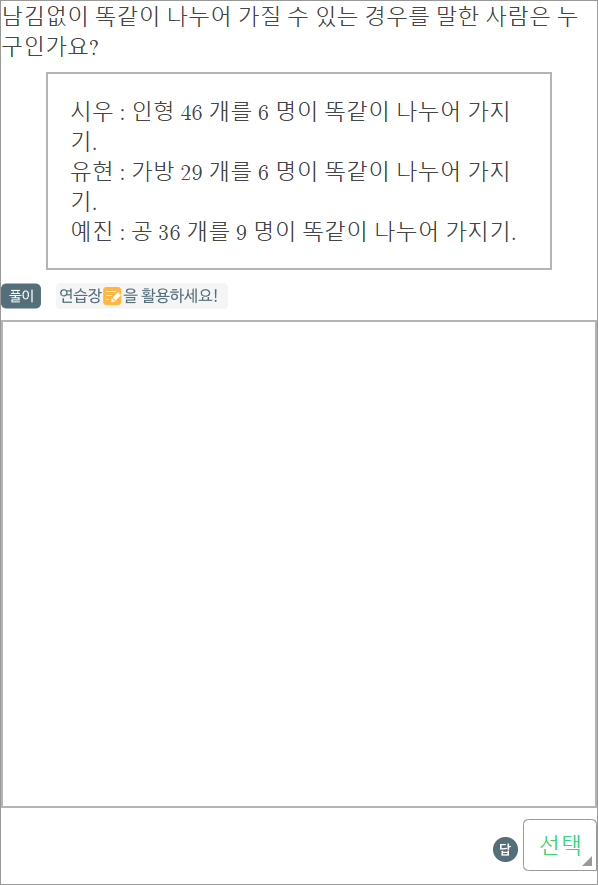 남김없이 똑같이 나누어 가질 수 있는 경우를 말한 사람은 누
구인가요?
시우 : 인형 46 개를 6 명이 똑같이 나누어 가지
기.
유현 : 가방 29 개를 6 명이 똑같이 나누어 가지
기.
예진 : 공 36 개를 9 명이 똑같이 나누어 가지기.
풀이 연습장 을 활용하세요!
답 선택